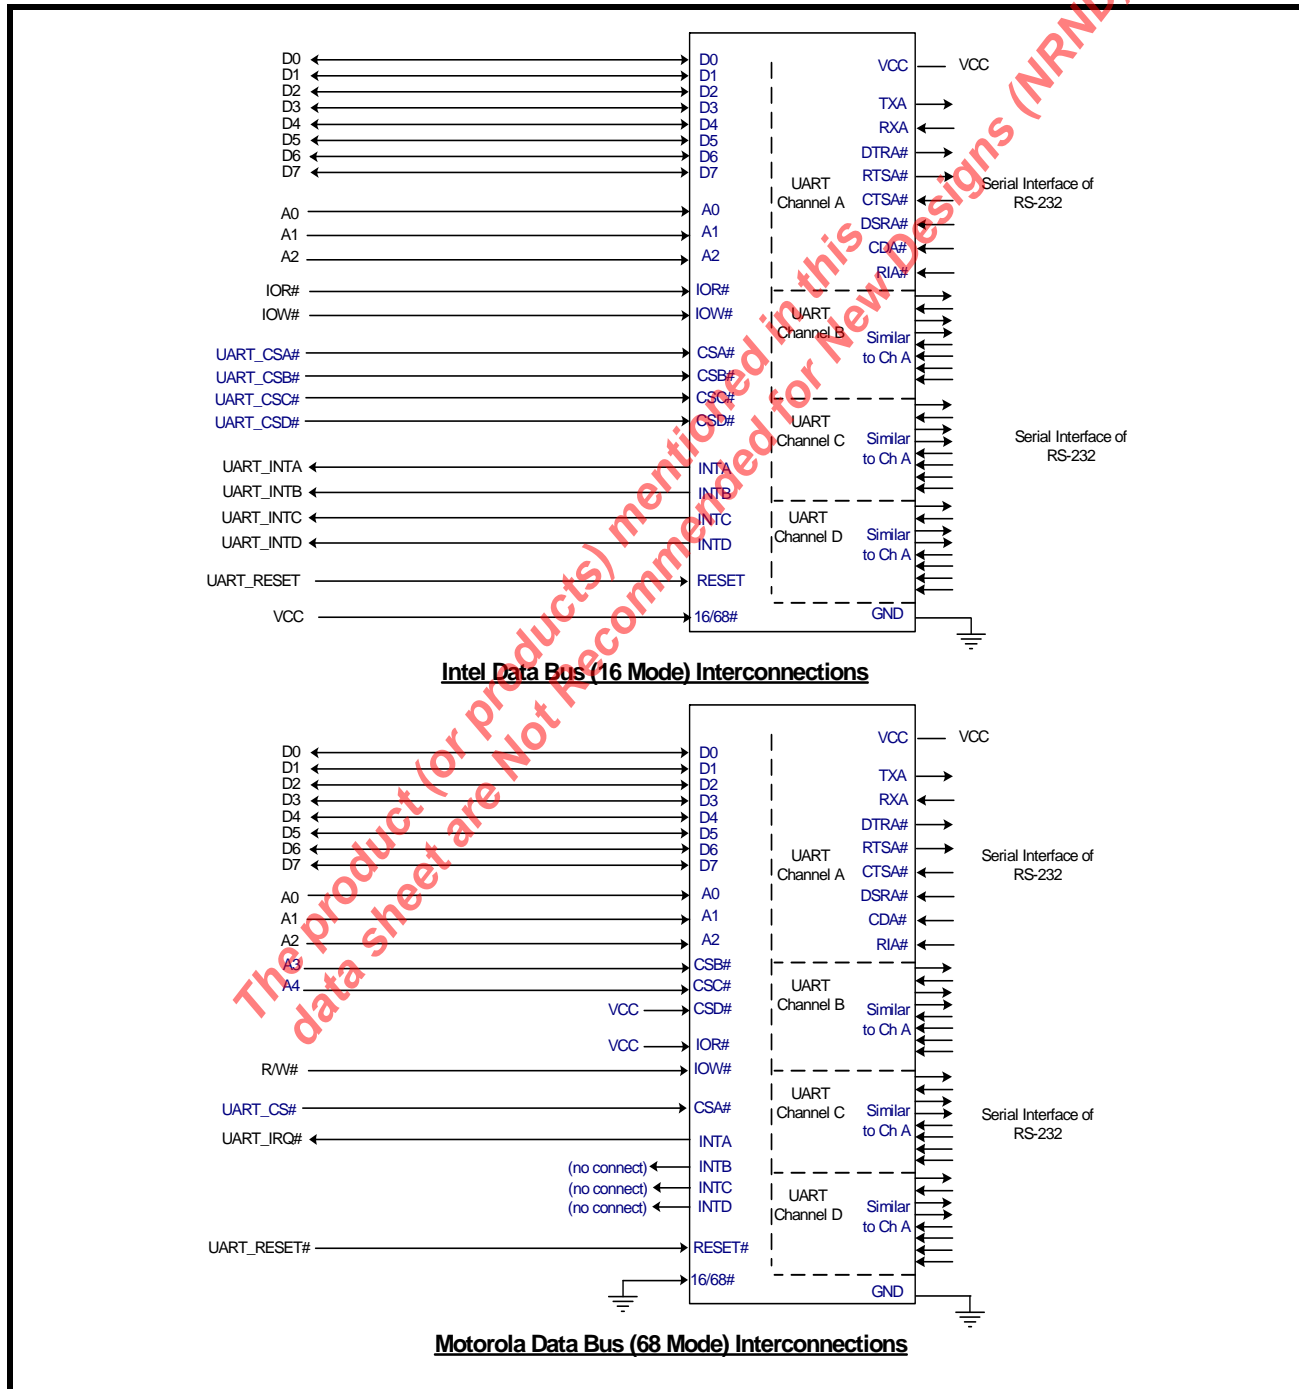 D0 D0
D1 D1
D2 D2
D3 D3
D4 D4
D5 D5
D6 D6
D7 D7
A0 A0
A1 A1
A2 A2
IOR# IOR#
IOW# IOW#
UART_CSA# CSA#
UART_CSB# CSB#
UART_CSC# CSC#
UART_CSD# CSD#
UART_INTA INTA
UART_INTB INTB
UART_INTC INTC
UART_INTD INTD
UART_RESET RESET
VCC 16/68#
UART
Channel A
UART
Channel B
UART
Channel C
UART
Channel D
VCC VCC
TXA
RXA
DTRA#
RTSA#
CTSA#
DSRA#
CDA#
RIA#
Serial Interface of
RS-232
Similar
to Ch A
Similar
to Ch A
Serial Interface of
RS-232
Similar
to Ch A
GND
Intel Data Bus (16 Mode) Interconnections
D0 D0
D1 D1
D2 D2
D3 D3
D4 D4
D5 D5
D6 D6
D7 D7
A0 A0
A1 A1
A2 A2
A3 CSB#
A4 CSC#
VCC CSD#
VCC IOR#
R/W# IOW#
UART_CS# CSA#
UART_IRQ# INTA
(no connect) INTB
(no connect) INTC
(no connect) INTD
UART_RESET# RESET#
16/68#
UART
Channel A
UART
Channel B
UART
Channel C
UART
Channel D
VCC VCC
TXA
RXA
DTRA#
RTSA#
CTSA#
DSRA#
CDA#
RIA#
Serial Interface of
RS-232
Similar
to Ch A
Similar
to Ch A
Serial Interface of
RS-232
Similar
to Ch A
GND
Motorola Data Bus (68 Mode) Interconnections
The product (or products) mentioned in this
data sheet are Not Recommended for New Designs (NRND)